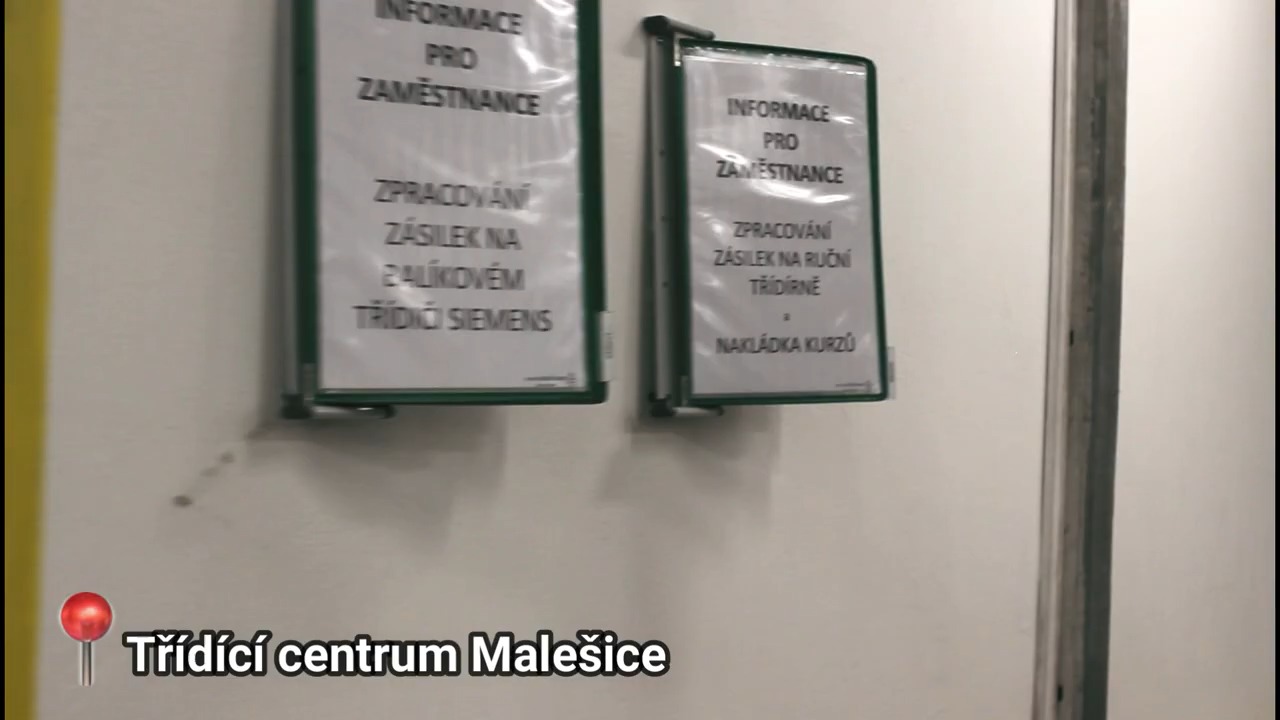 INFORMACE
PRO
ZAMĚSTNANCE
ZPRACOVÁNÍ
ZÁSILEK NA
BALÍKOVÉM
TŘÍDIČI SIEMENS
INFORMACE
PRO
ZAMĚSTNANCE
ZPRACOVÁNÍ
ZÁSILEK NA RUČNÍ
TŘÍDÍRNĚ
a
NAKLÁDKA KURZŮ
Třídící centrum Malešice